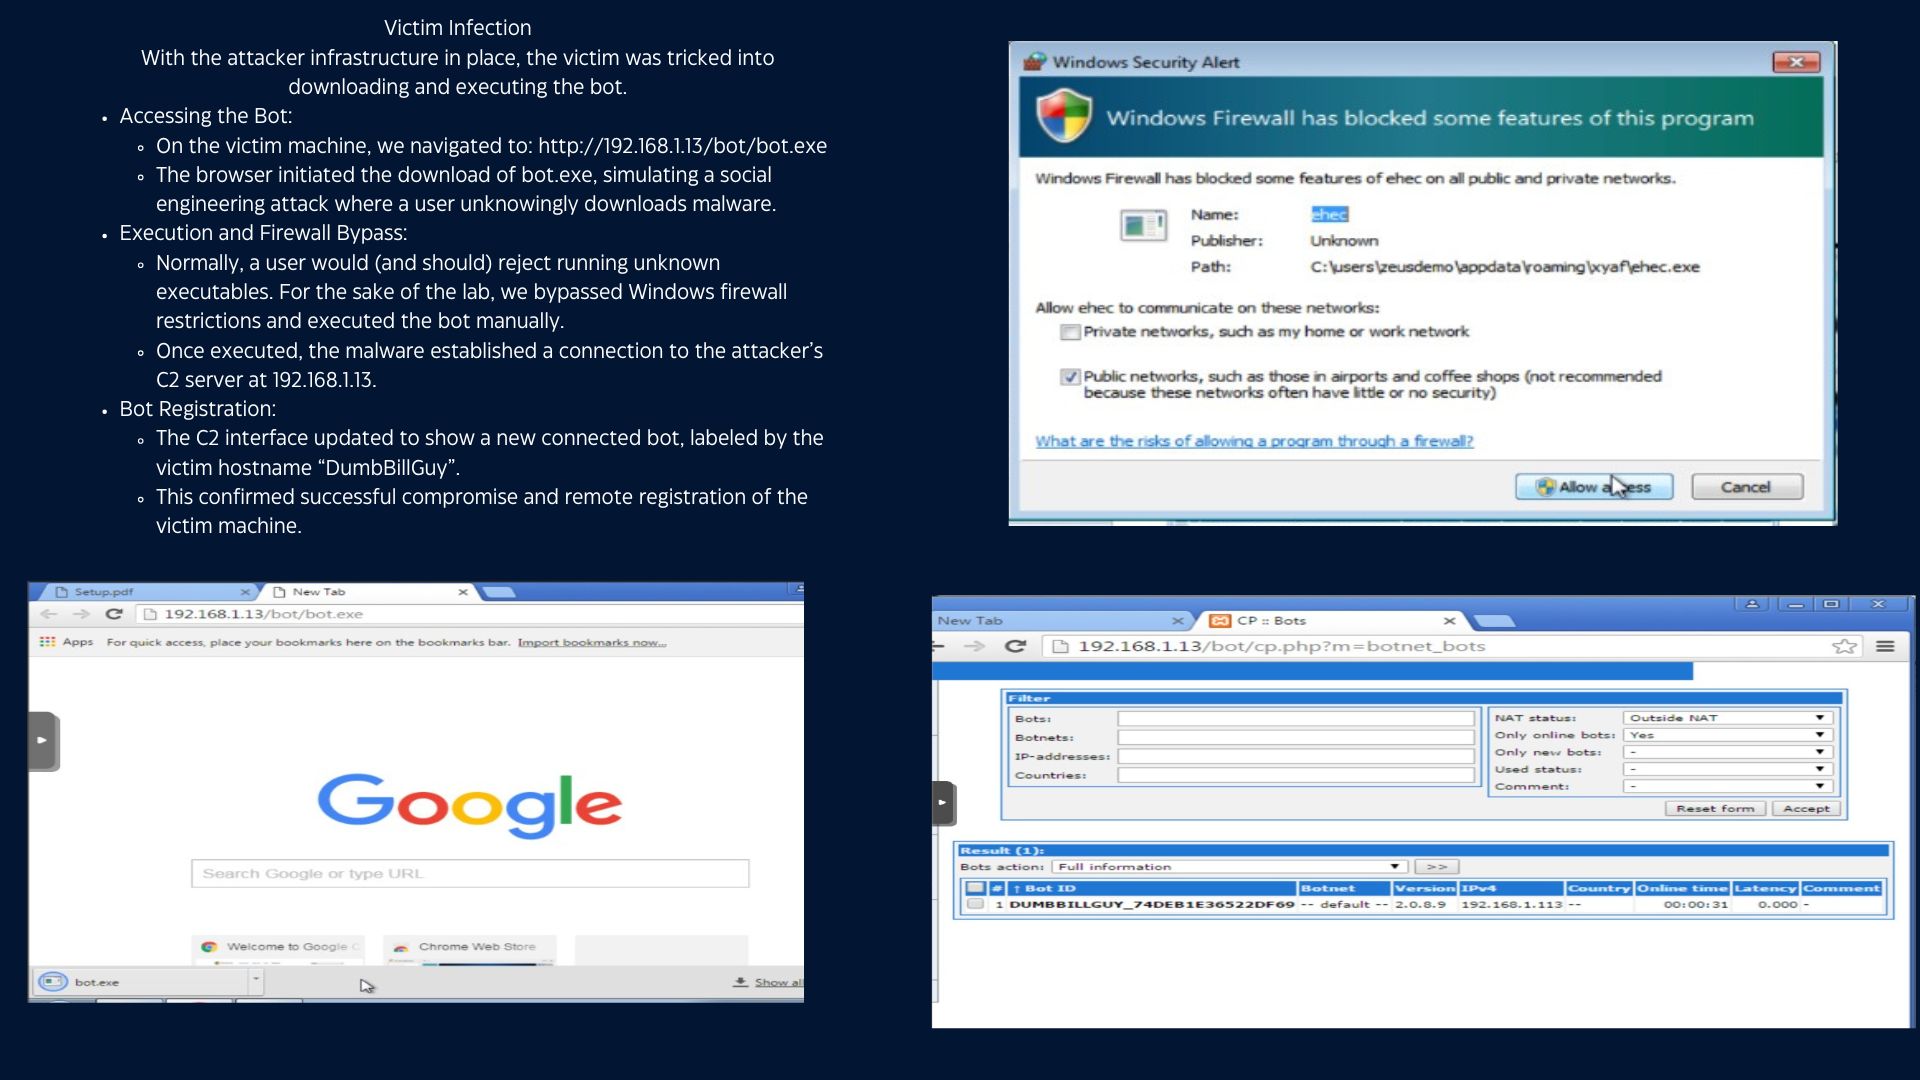 Victim Infection
With the attacker infrastructure in place, the victim was tricked into
downloading and executing the bot.
• Accessing the Bot:
◦ On the victim machine, we navigated to: http://192.168.1.13/bot/bot.exe
◦ The browser initiated the download of bot.exe, simulating a social
engineering attack where a user unknowingly downloads malware.
• Execution and Firewall Bypass:
◦ Normally, a user would (and should) reject running unknown
executables. For the sake of the lab, we bypassed Windows firewall
restrictions and executed the bot manually.
◦ Once executed, the malware established a connection to the attacker’s
C2 server at 192.168.1.13.
• Bot Registration:
◦ The C2 interface updated to show a new connected bot, labeled by the
victim hostname “DumbBillGuy”.
◦ This confirmed successful compromise and remote registration of the
victim machine.
Windows Security Alert
Windows Firewall has blocked some features of this program
Windows Firewall has blocked some features of ehec on all public and private networks.
Name: ehec
Publisher: Unknown
Path: C:\users\zeusdemo\appdata\roaming\xyaf\ehec.exe
Allow ehec to communicate on these networks:
Private networks, such as my home or work network
Public networks, such as those in airports and coffee shops (not recommended
because these networks often have little or no security)
What are the risks of allowing a program through a firewall?
Allow access Cancel
Setup.pdf New Tab
192.168.1.13/bot/bot.exe
Apps For quick access, place your bookmarks here on the bookmarks bar. Import bookmarks now...
Google
Search Google or type URL
Welcome to Google C Chrome Web Store
bot.exe Show all
New Tab CP :: Bots
192.168.1.13/bot/cp.php?m=botnet_bots
Filter
Bots: NAT status: Outside NAT
Botnets: Only online bots: Yes
IP-addresses: Only new bots: -
Countries: Used status: -
Comment: -
Reset form Accept
Result (1):
Bots action: Full information >>
# ↑ Bot ID Botnet Version IPv4 Country Online time Latency Comment
1 DUMBBILLGUY_74DEB1E36522DF69 -- default -- 2.0.8.9 192.168.1.113 -- 00:00:31 0.000 -